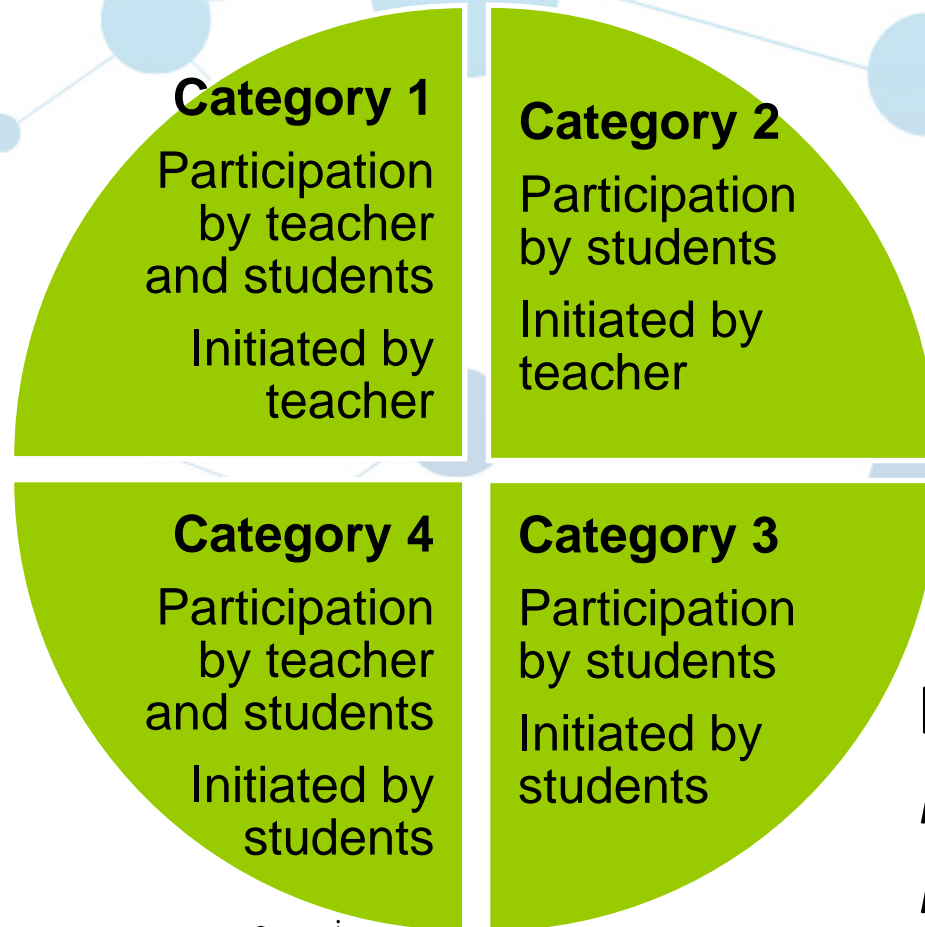 Category 1
Participation
by teacher
and students
Initiated by
teacher
Category 2
Participation
by students
Initiated by
teacher
Category 4
Participation
by teacher
and students
Initiated by
students
Category 3
Participation
by students
Initiated by
students